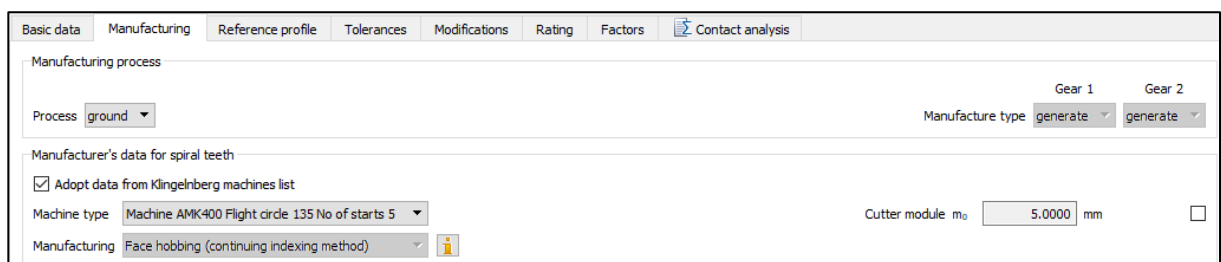 Basic data Manufacturing Reference profile Tolerances Modifications Rating Factors Contact analysis
Manufacturing process
Gear 1 Gear 2
Process ground Manufacture type generate generate
Manufacturer's data for spiral teeth
Adopt data from Klingelnberg machines list
Machine type Machine AMK400 Flight circle 135 No of starts 5 Cutter module m₀ 5.0000 mm
Manufacturing Face hobbing (continuing indexing method)